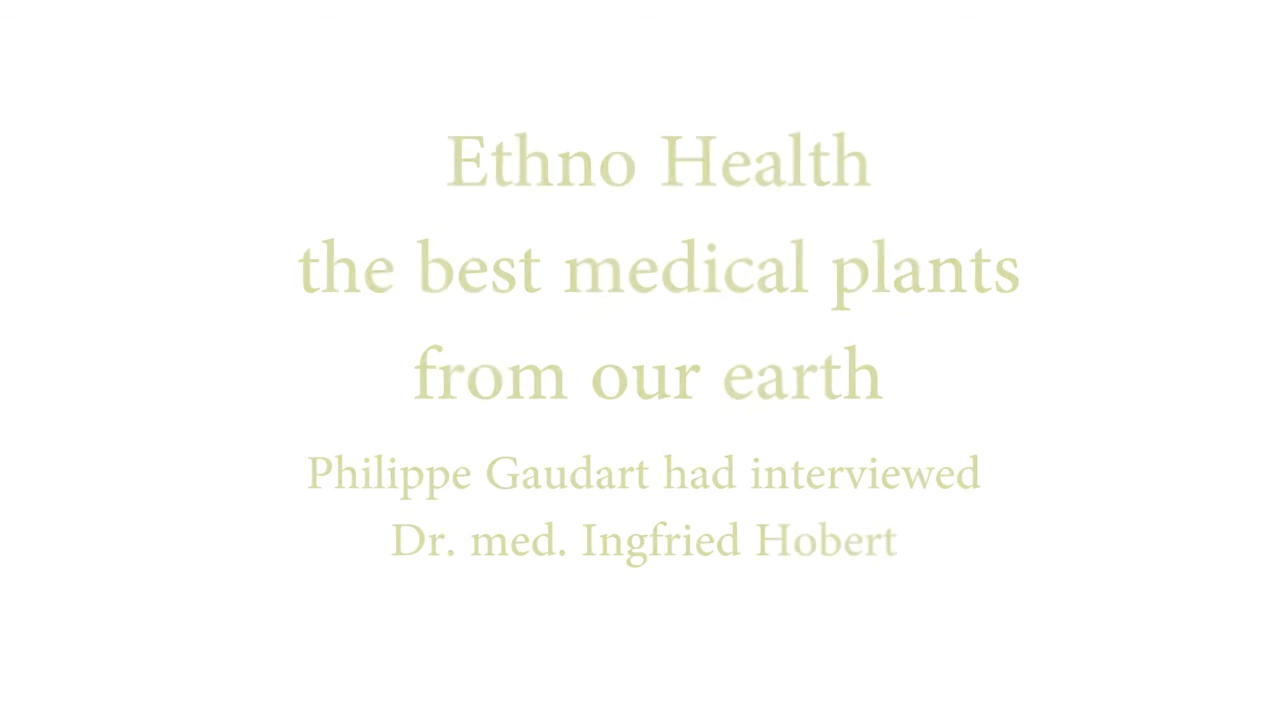 Ethno Health
the best medical plants
from our earth
Philippe Gaudart had interviewed
Dr. med. Ingfried Hobert